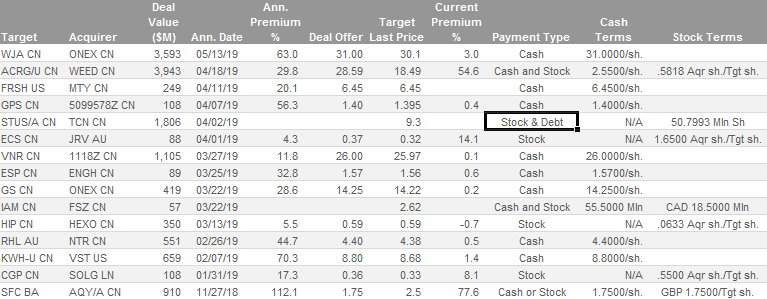 Deal Ann. Target Current
Value Premium Premium Cash
Target Acquirer ($M) Ann. Date % Deal Offer Last Price % Payment Type Terms Stock Terms
WJA CN ONEX CN 3,593 05/13/19 63.0 31.00 30.1 3.0 Cash 31.0000/sh.
ACRG/U CN WEED CN 3,943 04/18/19 29.8 28.59 18.49 54.6 Cash and Stock 2.5500/sh. .5818 Aqr sh./Tgt sh.
FRSH US MTY CN 249 04/11/19 20.1 6.45 6.45 Cash 6.4500/sh.
GPS CN 5099578Z CN 108 04/07/19 56.3 1.40 1.395 0.4 Cash 1.4000/sh.
STUS/A CN TCN CN 1,806 04/02/19 9.3 Stock & Debt N/A 50.7993 Mln Sh
ECS CN JRV AU 88 04/01/19 4.3 0.37 0.32 14.1 Stock N/A 1.6500 Aqr sh./Tgt sh.
VNR CN 1118Z CN 1,105 03/27/19 11.8 26.00 25.97 0.1 Cash 26.0000/sh.
ESP CN ENGH CN 89 03/25/19 32.8 1.57 1.56 0.6 Cash 1.5700/sh.
GS CN ONEX CN 419 03/22/19 28.6 14.25 14.22 0.2 Cash 14.2500/sh.
IAM CN FSZ CN 57 03/22/19 2.62 Cash and Stock 55.5000 Mln CAD 18.5000 Mln
HIP CN HEXO CN 350 03/13/19 5.5 0.59 0.59 -0.7 Stock N/A .0633 Aqr sh./Tgt sh.
RHL AU NTR CN 551 02/26/19 44.7 4.40 4.38 0.5 Cash 4.4000/sh.
KWH-U CN VST US 659 02/07/19 70.3 8.80 8.68 1.4 Cash 8.8000/sh.
CGP CN SOLG LN 108 01/31/19 17.3 0.36 0.33 8.1 Stock N/A .5500 Aqr sh./Tgt sh.
SFC BA AQY/A CN 910 11/27/18 112.1 1.75 2.5 77.6 Cash or Stock 1.7500/sh. GBP 1.7500/Tgt sh.